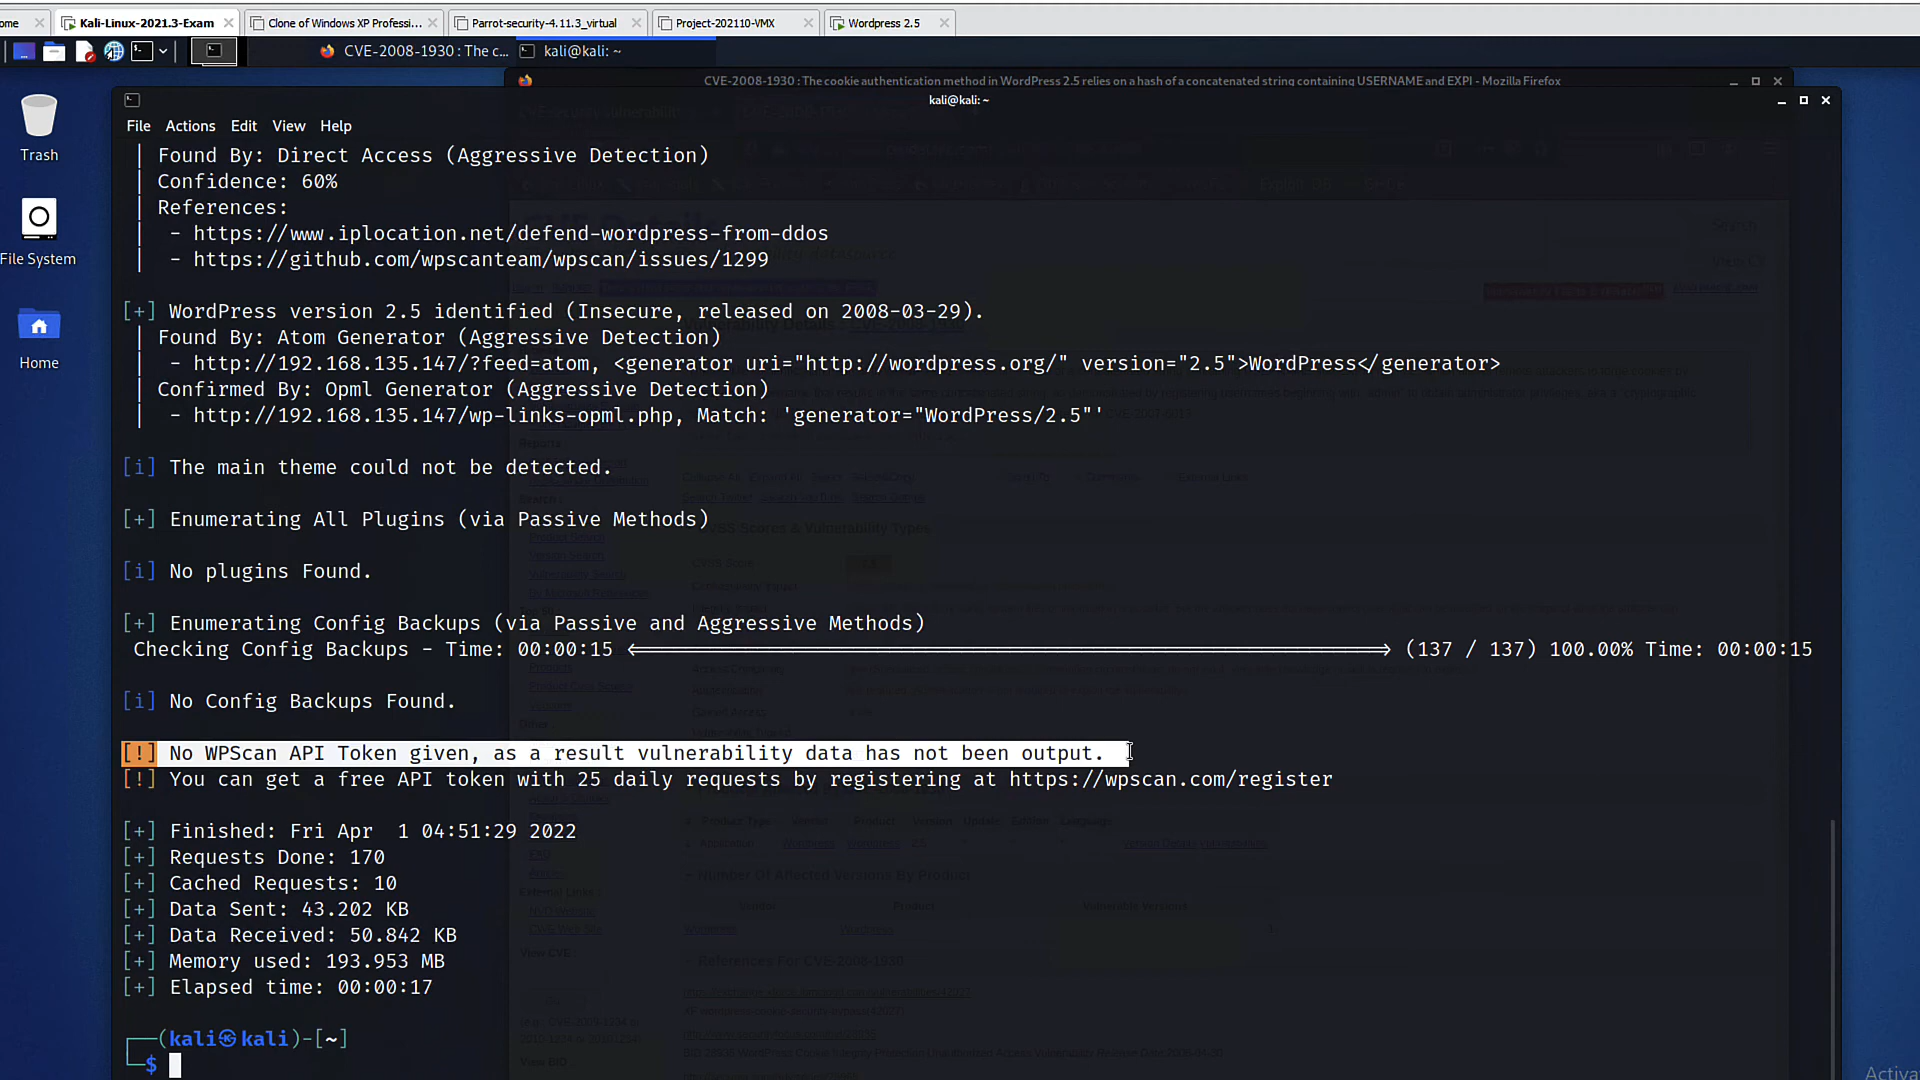 ome
Kali-Linux-2021.3-Exam
Clone of Windows XP Professi...
Parrot-security-4.11.3_virtual
Project-202110-VMX
Wordpress 2.5
CVE-2008-1930 : The c...
kali@kali: ~
CVE-2008-1930 : The cookie authentication method in WordPress 2.5 relies on a hash of a concatenated string containing USERNAME and EXPI - Mozilla Firefox
kali@kali: ~
File Actions Edit View Help
Trash
File System
Home
| Found By: Direct Access (Aggressive Detection)
| Confidence: 60%
| References:
| - https://www.iplocation.net/defend-wordpress-from-ddos
| - https://github.com/wpscanteam/wpscan/issues/1299
[+] WordPress version 2.5 identified (Insecure, released on 2008-03-29).
| Found By: Atom Generator (Aggressive Detection)
| - http://192.168.135.147/?feed=atom, <generator uri="http://wordpress.org/" version="2.5">WordPress</generator>
| Confirmed By: Opml Generator (Aggressive Detection)
| - http://192.168.135.147/wp-links-opml.php, Match: 'generator="WordPress/2.5"'
[i] The main theme could not be detected.
[+] Enumerating All Plugins (via Passive Methods)
[i] No plugins Found.
[+] Enumerating Config Backups (via Passive and Aggressive Methods)
Checking Config Backups - Time: 00:00:15 <==============================> (137 / 137) 100.00% Time: 00:00:15
[i] No Config Backups Found.
[!] No WPScan API Token given, as a result vulnerability data has not been output.
[!] You can get a free API token with 25 daily requests by registering at https://wpscan.com/register
[+] Finished: Fri Apr  1 04:51:29 2022
[+] Requests Done: 170
[+] Cached Requests: 10
[+] Data Sent: 43.202 KB
[+] Data Received: 50.842 KB
[+] Memory used: 193.953 MB
[+] Elapsed time: 00:00:17
(kali㉿kali)-[~]
$
Activa